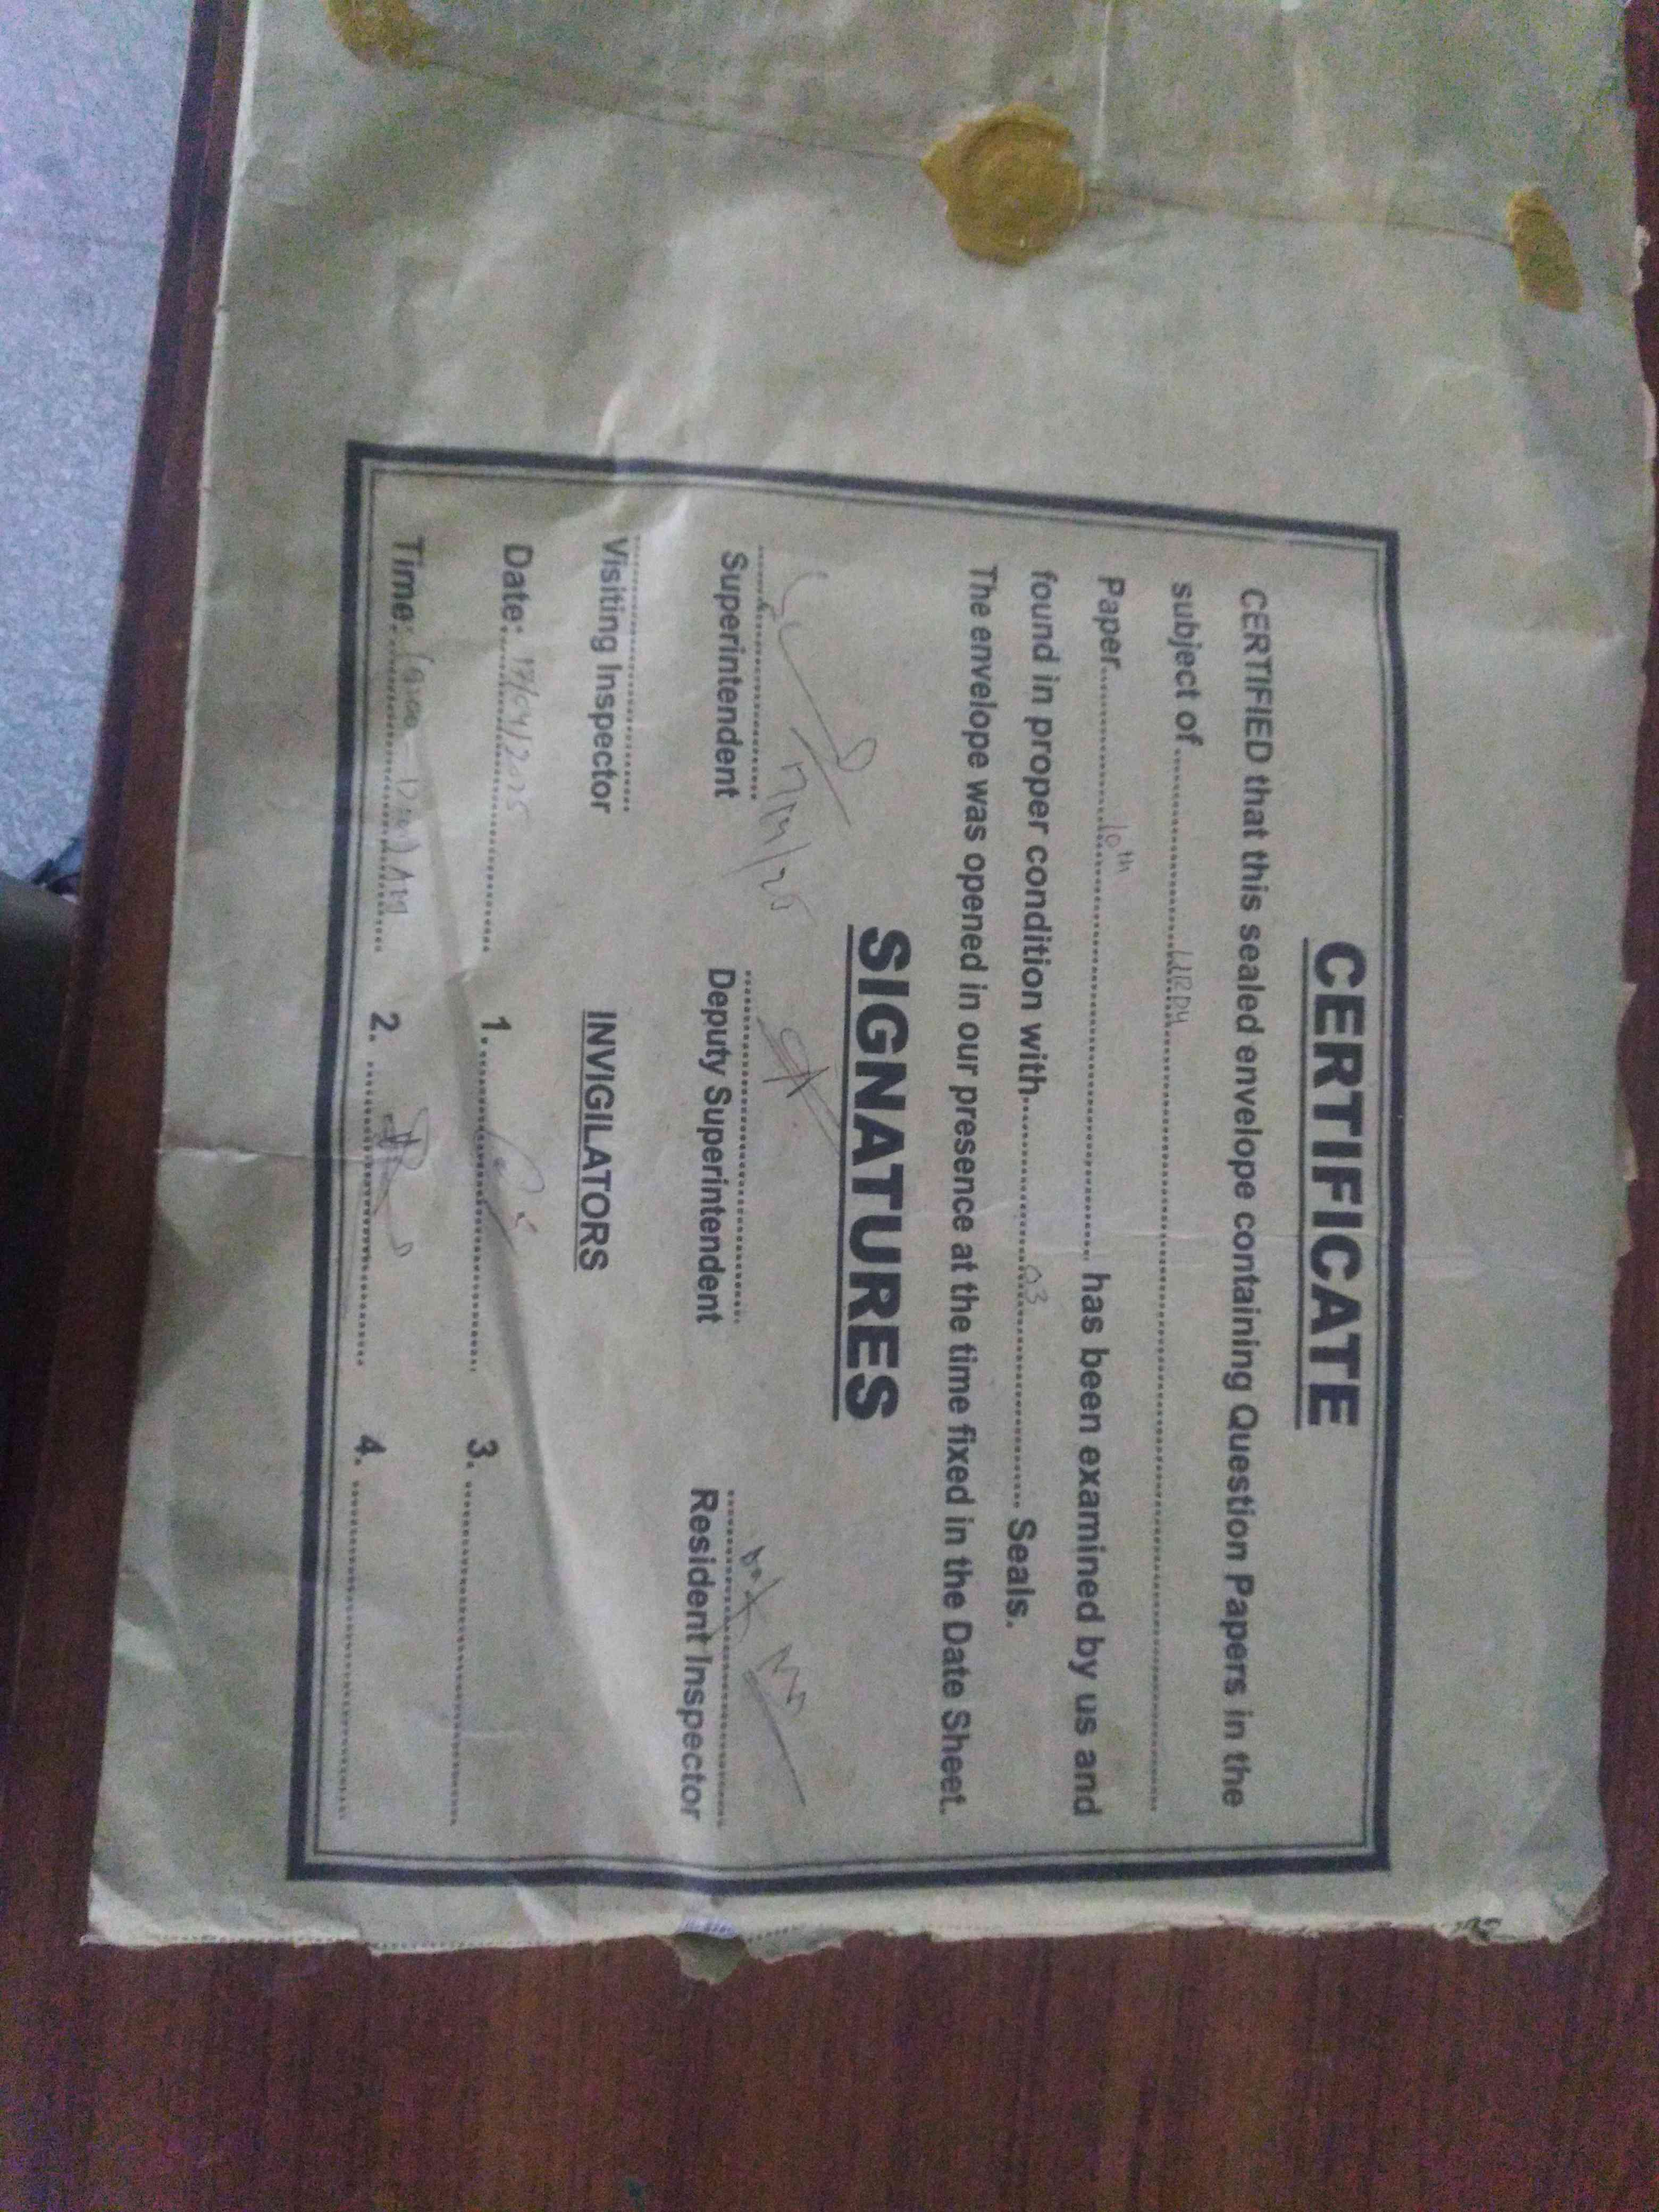 CERTIFICATE
CERTIFIED that this sealed envelope containing Question Papers in the
subject of.......... URDU ..........
Paper.......... 10th .......... has been examined by us and
found in proper condition with.......... 03 .......... Seals.
The envelope was opened in our presence at the time fixed in the Date Sheet.
SIGNATURES
Superintendent Deputy Superintendent Resident Inspector
Visiting Inspector INVIGILATORS
Date: 17/04/2025 1. 3.
Time: AM 2. 4.